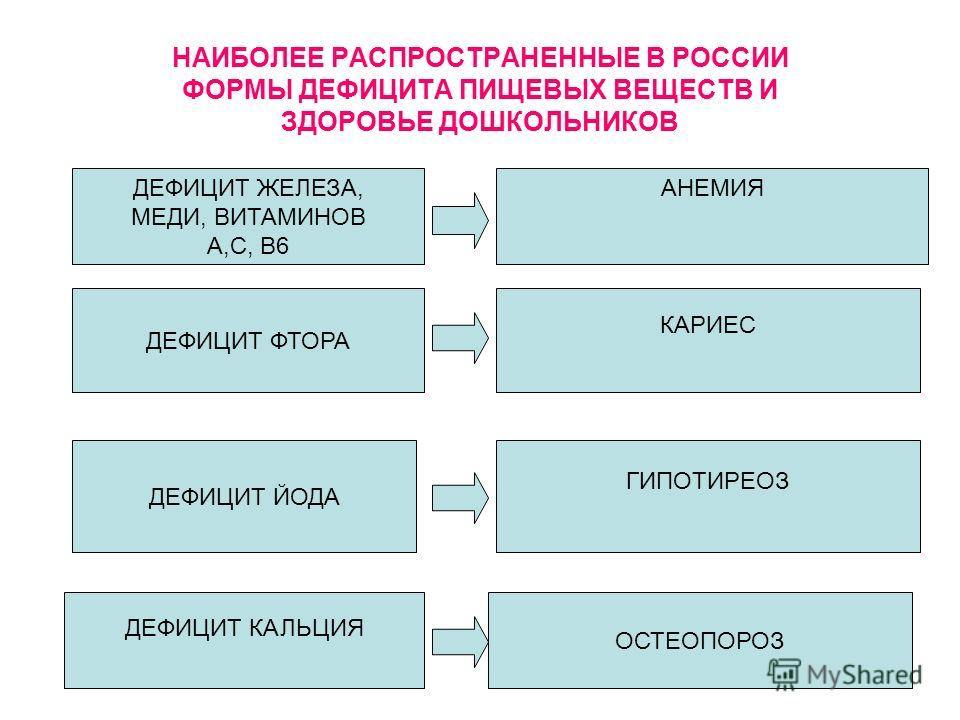 НАИБОЛЕЕ РАСПРОСТРАНЕННЫЕ В РОССИИ
ФОРМЫ ДЕФИЦИТА ПИЩЕВЫХ ВЕЩЕСТВ И
ЗДОРОВЬЕ ДОШКОЛЬНИКОВ
ДЕФИЦИТ ЖЕЛЕЗА,
МЕДИ, ВИТАМИНОВ
А,С, В6
АНЕМИЯ
ДЕФИЦИТ ФТОРА
КАРИЕС
ДЕФИЦИТ ЙОДА
ГИПОТИРЕОЗ
ДЕФИЦИТ КАЛЬЦИЯ
ОСТЕОПОРОЗ
MyShared